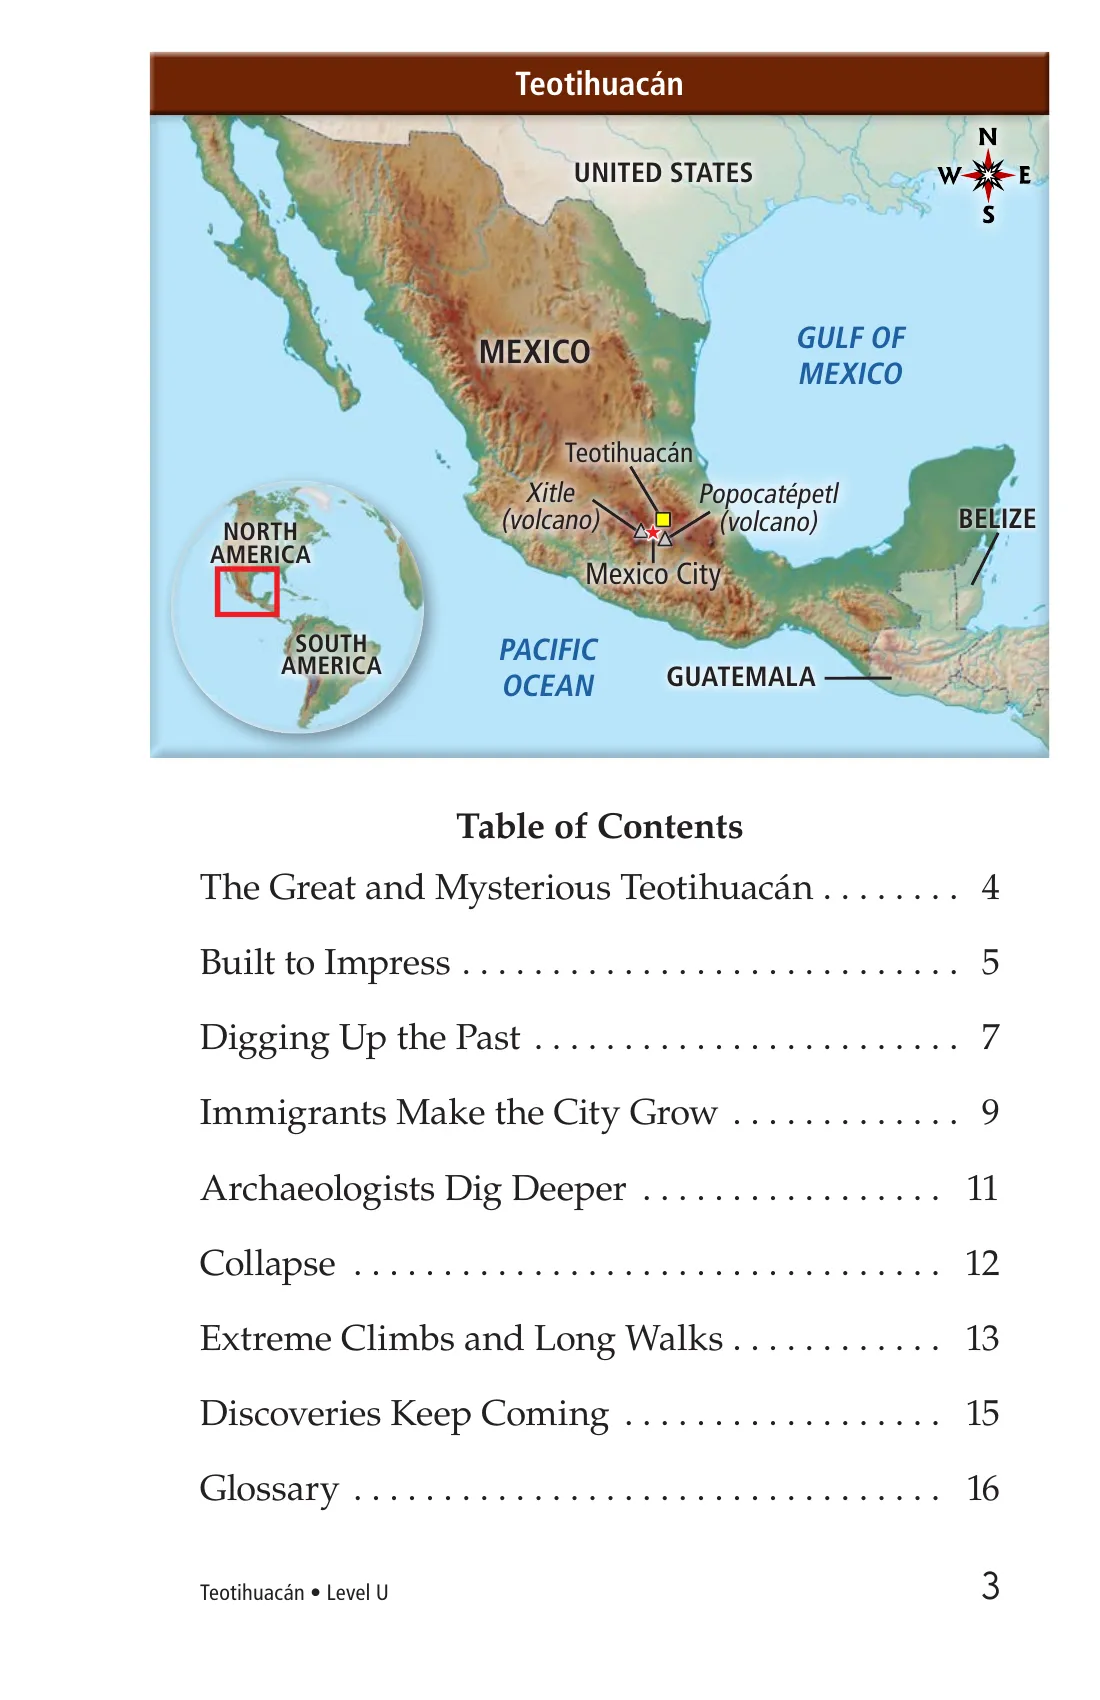 Teotihuacán
UNITED STATES
N
W E
S
GULF OF
MEXICO
MEXICO
Teotihuacán
Xitle
(volcano)
Popocatépetl
(volcano)
BELIZE
Mexico City
NORTH
AMERICA
SOUTH
AMERICA
PACIFIC
OCEAN
GUATEMALA
Table of Contents
The Great and Mysterious Teotihuacán . . . . . . . . 4
Built to Impress . . . . . . . . . . . . . . . . . . . . . . . . . . . . 5
Digging Up the Past . . . . . . . . . . . . . . . . . . . . . . . . 7
Immigrants Make the City Grow . . . . . . . . . . . . . 9
Archaeologists Dig Deeper . . . . . . . . . . . . . . . . . 11
Collapse . . . . . . . . . . . . . . . . . . . . . . . . . . . . . . . . . 12
Extreme Climbs and Long Walks . . . . . . . . . . . . 13
Discoveries Keep Coming . . . . . . . . . . . . . . . . . . 15
Glossary . . . . . . . . . . . . . . . . . . . . . . . . . . . . . . . . . 16
Teotihuacán • Level U 3